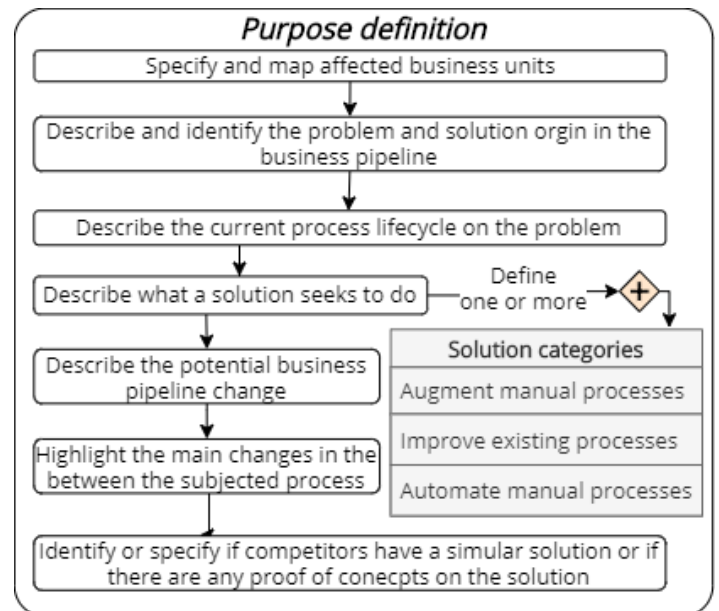 Purpose definition
Specify and map affected business units
Describe and identify the problem and solution orgin in the
business pipeline
Describe the current process lifecycle on the problem
Describe what a solution seeks to do
Define
one or more
Solution categories
Augment manual processes
Improve existing processes
Automate manual processes
Describe the potential business
pipeline change
Highlight the main changes in the
between the subjected process
Identify or specify if competitors have a simular solution or if
there are any proof of conecpts on the solution